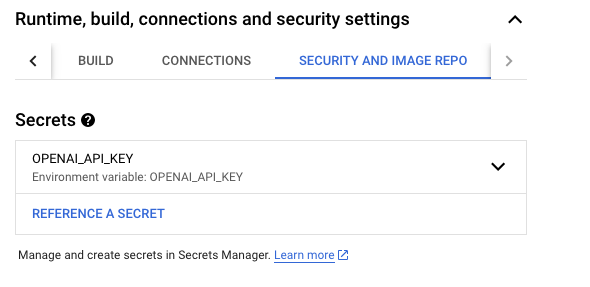 Runtime, build, connections and security settings
BUILD CONNECTIONS SECURITY AND IMAGE REPO
Secrets
OPENAI_API_KEY
Environment variable: OPENAI_API_KEY
REFERENCE A SECRET
Manage and create secrets in Secrets Manager. Learn more